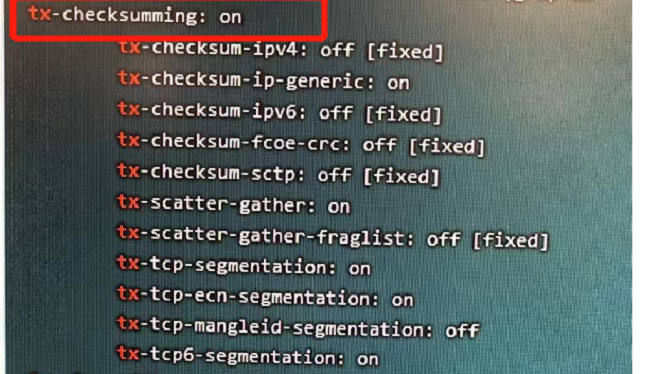 tx-checksumming: on
tx-checksum-ipv4: off [fixed]
tx-checksum-ip-generic: on
tx-checksum-ipv6: off [fixed]
tx-checksum-fcoe-crc: off [fixed]
tx-checksum-sctp: off [fixed]
tx-scatter-gather: on
tx-scatter-gather-fraglist: off [fixed]
tx-tcp-segmentation: on
tx-tcp-ecn-segmentation: on
tx-tcp-mangleid-segmentation: off
tx-tcp6-segmentation: on